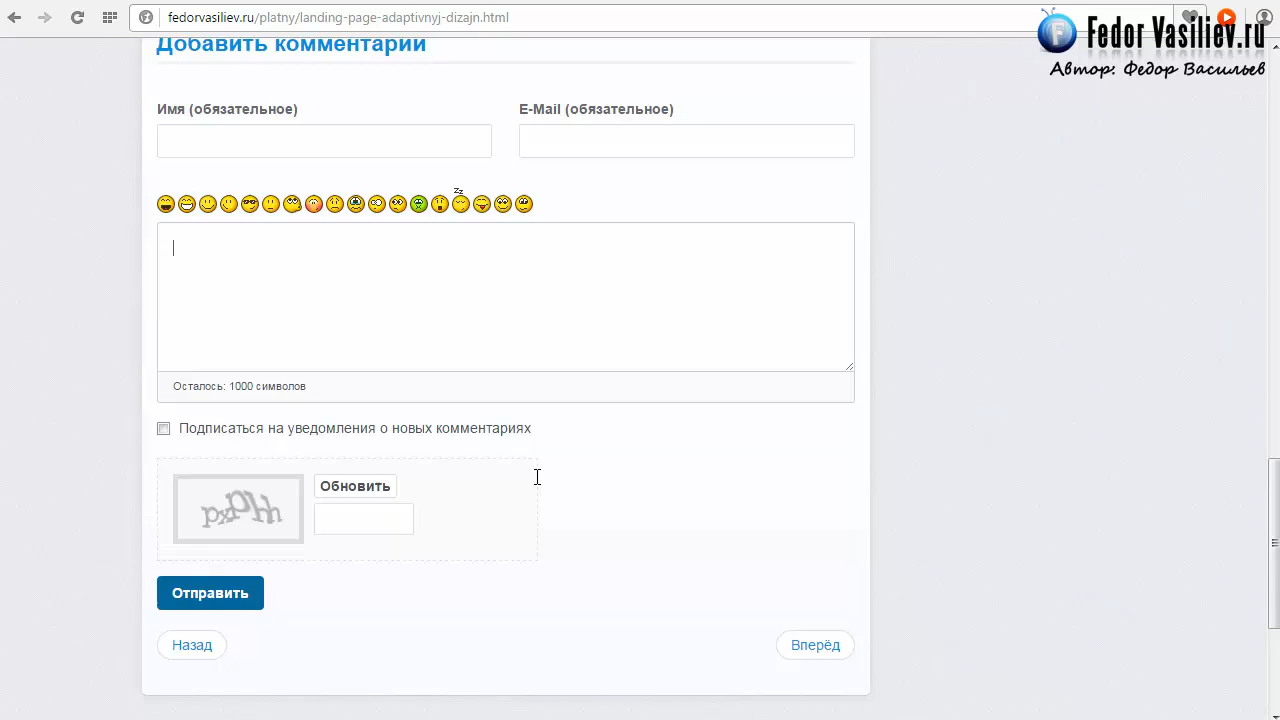 fedorvasiliev.ru/platny/landing-page-adaptivnyj-dizajn.html
Fedor Vasiliev.ru
Автор: Федор Васильев
Добавить комментарий
Имя (обязательное)
E-Mail (обязательное)
Осталось: 1000 символов
Подписаться на уведомления о новых комментариях
Обновить
Отправить
Назад
Вперёд